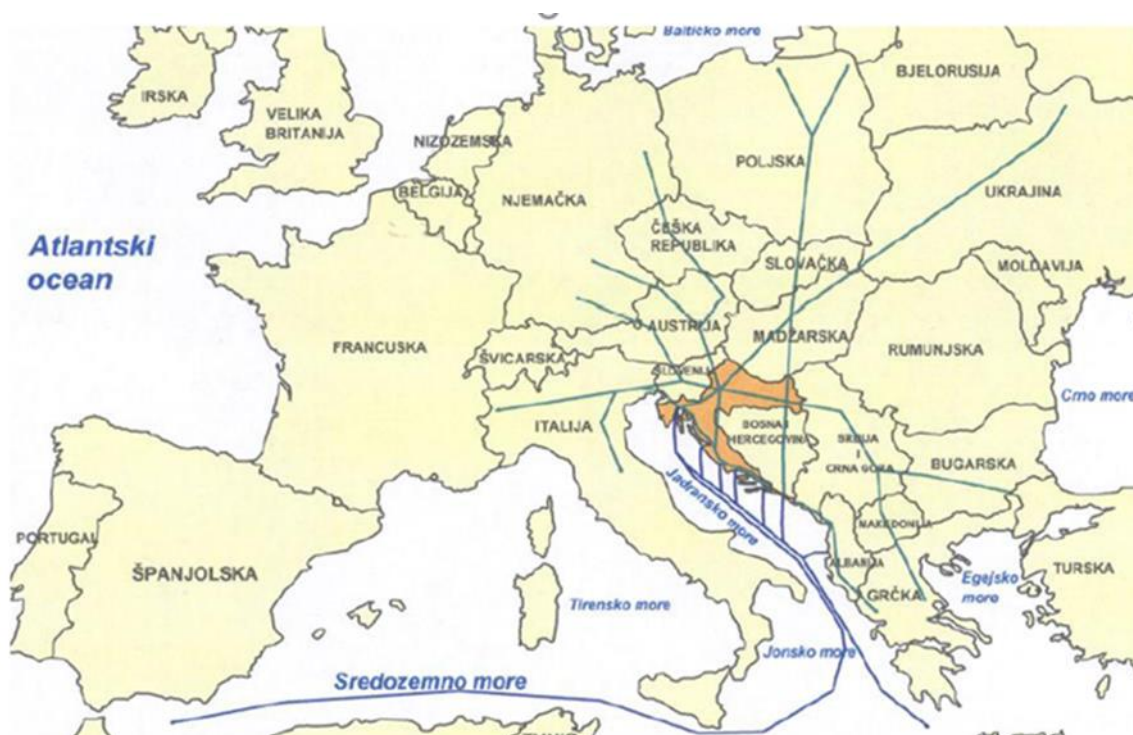 Baltičko more
BJELORUSIJA
IRSKA
VELIKA
BRITANIJA
NIZOZEMSKA
POLJSKA
BELGIJA
NJEMAČKA
UKRAJINA
ČEŠKA
REPUBLIKA
Atlantski
ocean
SLOVAČKA
MOLDAVIJA
AUSTRIJA
MADŽARSKA
FRANCUSKA
ŠVICARSKA
RUMUNJSKA
SLOVENIJA
Crno more
ITALIJA
BOSNA I
HERCEGOVINA
SRBIJA
I
CRNA GORA
BUGARSKA
Jadransko more
PORTUGAL
MAKEDONIJA
ŠPANJOLSKA
ALBANIJA
TURSKA
Egejsko
more
GRČKA
Tirensko more
Jonsko more
Sredozemno more